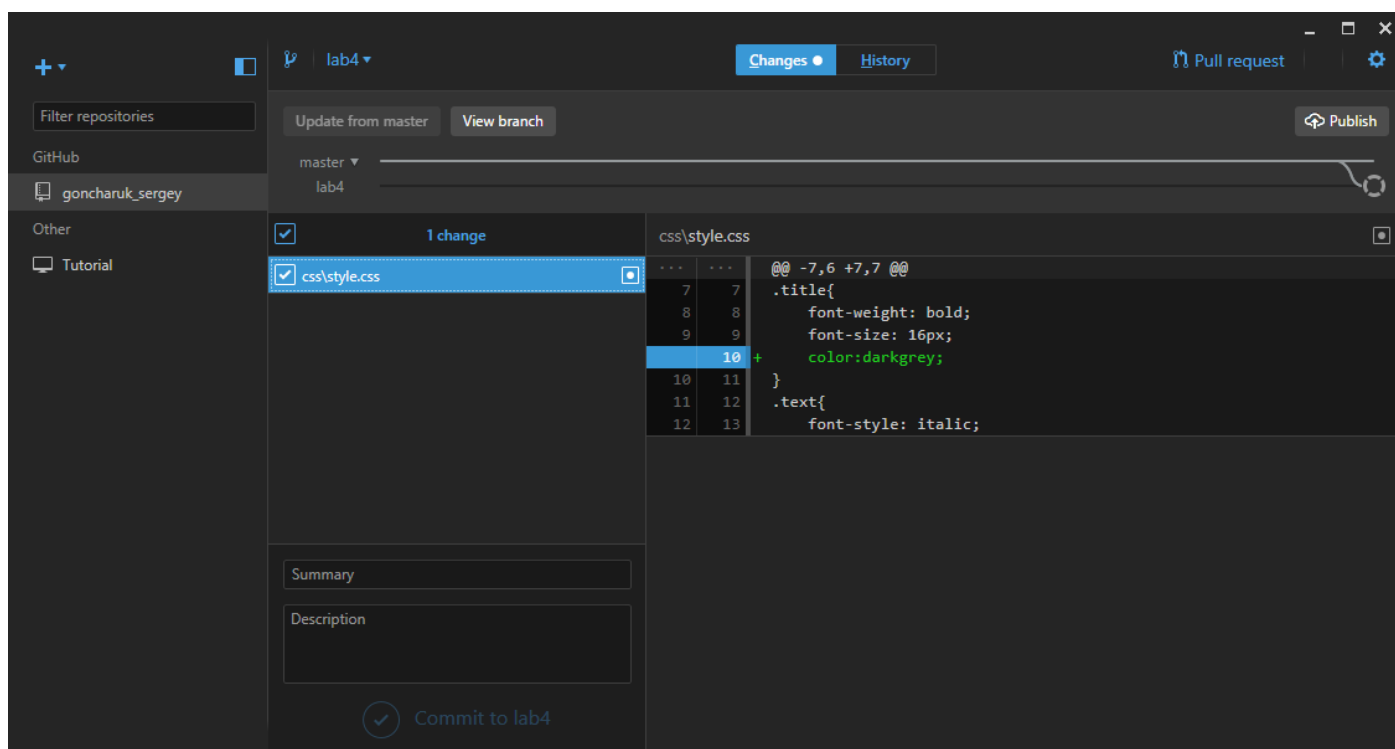 lab4
Changes
History
Pull request
Filter repositories
GitHub
goncharuk_sergey
Other
Tutorial
Update from master
View branch
Publish
master
lab4
1 change
css\style.css
Summary
Description
Commit to lab4
css\style.css
... ... @@ -7,6 +7,7 @@
7 7 .title{
8 8 font-weight: bold;
9 9 font-size: 16px;
10 + color:darkgrey;
10 11 }
11 12 .text{
12 13 font-style: italic;